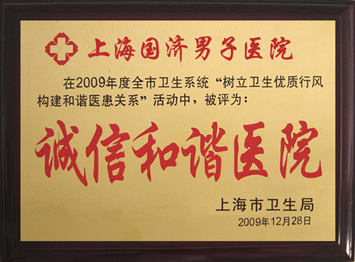 上海国济男子医院
在2009年度全市卫生系统“树立卫生优质行风
构建和谐医患关系”活动中，被评为：
诚信和谐医院
上海市卫生局
2009年12月28日